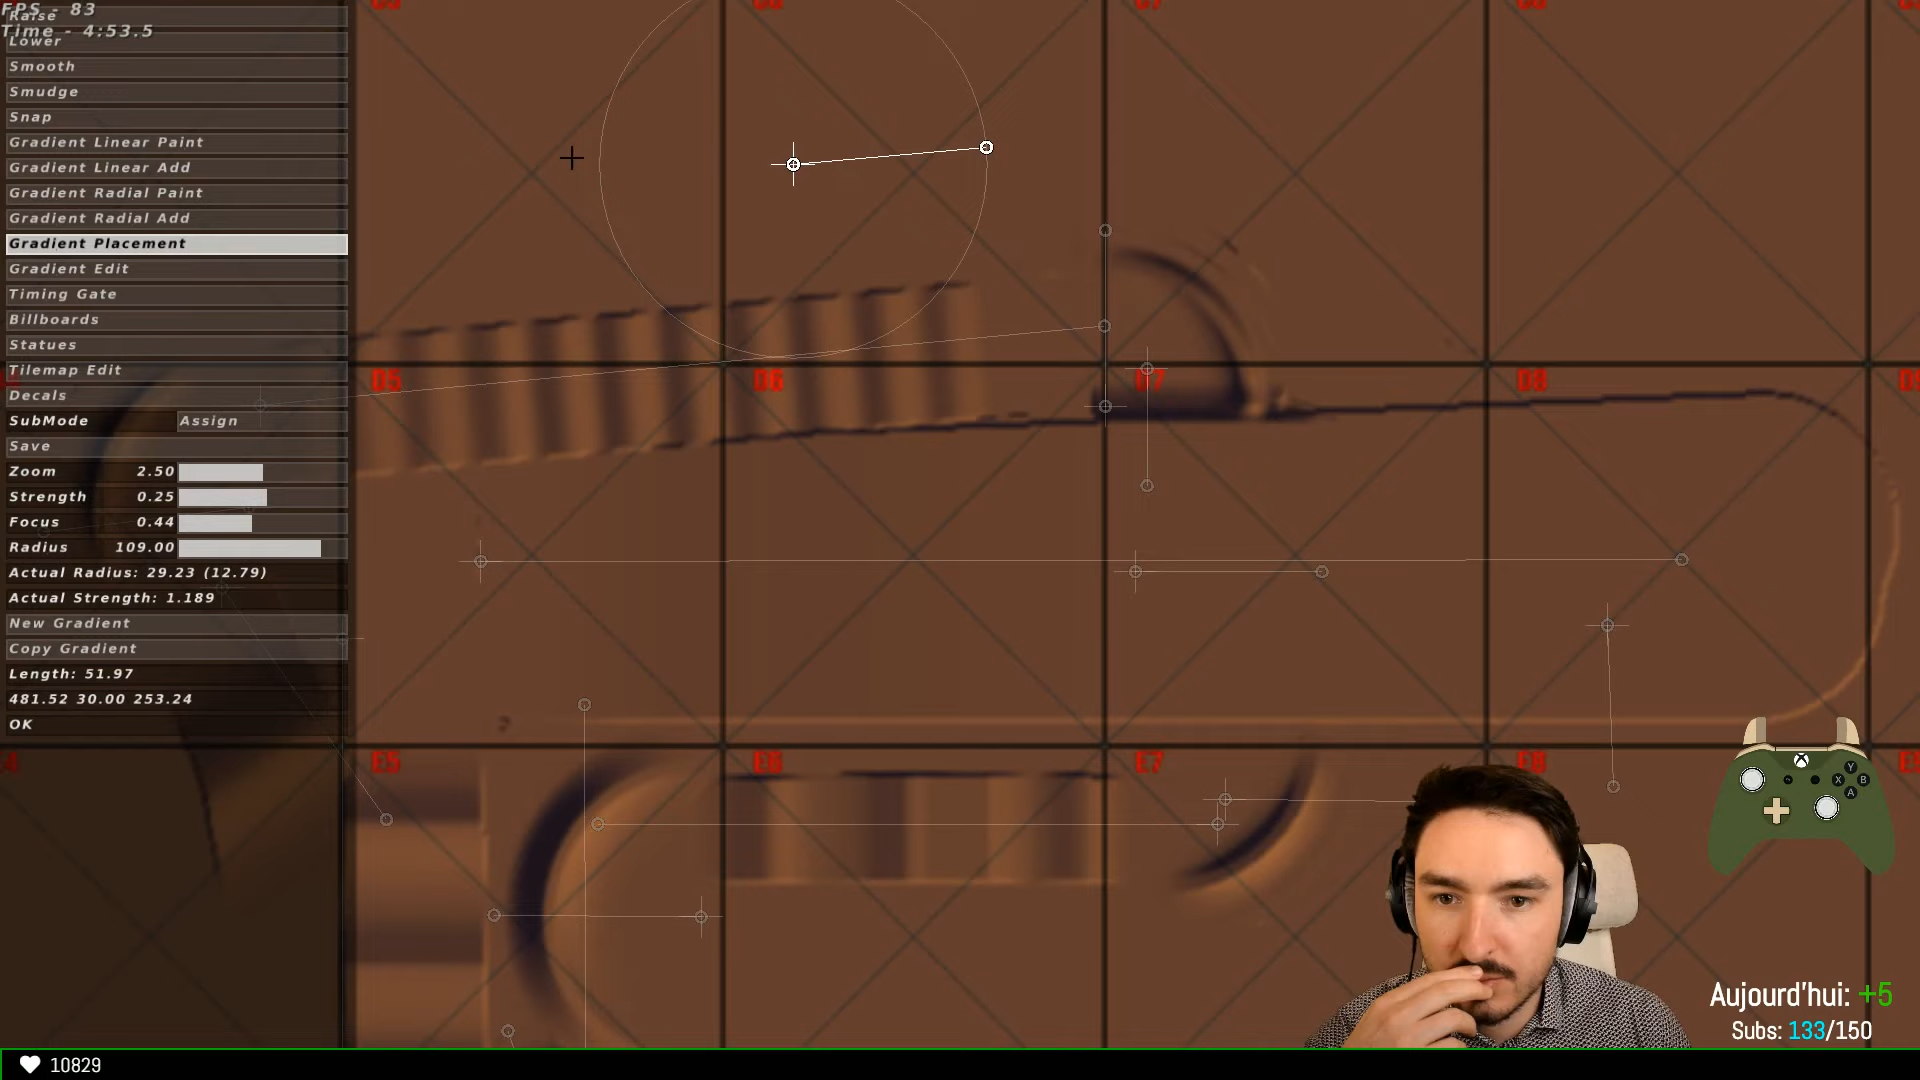 FPS - 83
Raise
Time - 4:53.5
Lower
Smooth
Smudge
Snap
Gradient Linear Paint
Gradient Linear Add
Gradient Radial Paint
Gradient Radial Add
Gradient Placement
Gradient Edit
Timing Gate
Billboards
Statues
Tilemap Edit
Decals
SubMode Assign
Save
Zoom 2.50
Strength 0.25
Focus 0.44
Radius 109.00
Actual Radius: 29.23 (12.79)
Actual Strength: 1.189
New Gradient
Copy Gradient
Length: 51.97
481.52 30.00 253.24
OK
D5 D6 D7 D8
E5 E6 E7 E8
X Y B A
Aujourd'hui: +5
Subs: 133/150
10829